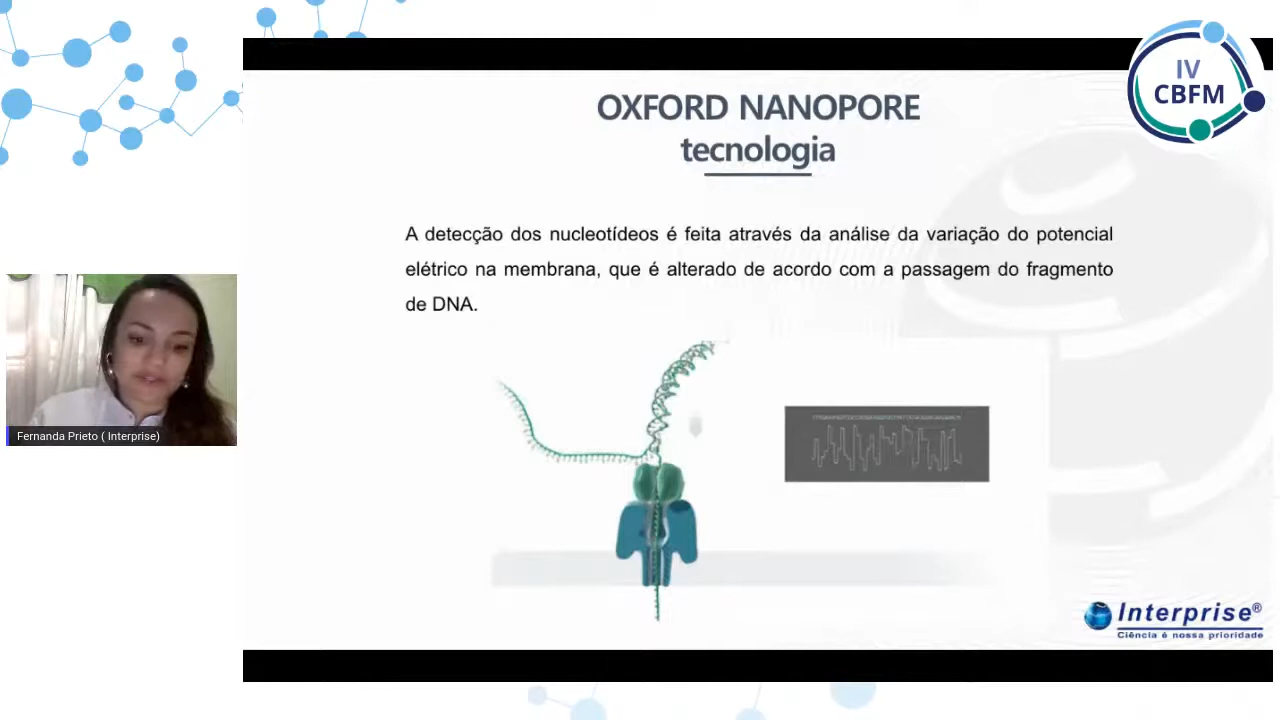 OXFORD NANOPORE
tecnologia
IV
CBFM
A detecção dos nucleotídeos é feita através da análise da variação do potencial
elétrico na membrana, que é alterado de acordo com a passagem do fragmento
de DNA.
Fernanda Prieto ( Interprise)
Interprise®
Ciência é nossa prioridade